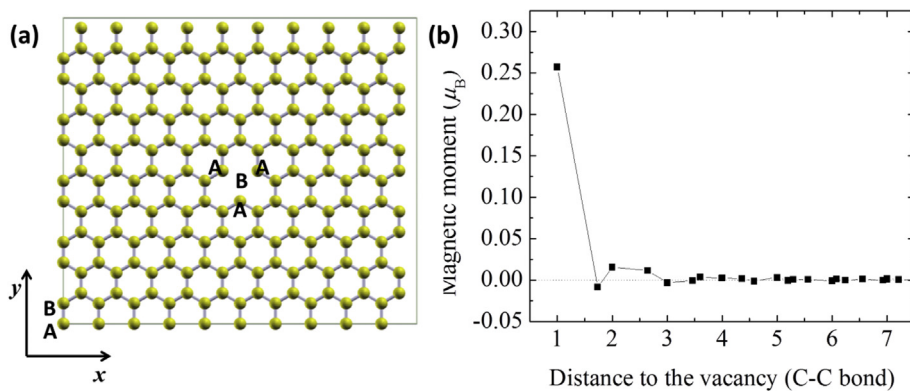 (a)
A A
B
A
B
A
y
x
(b)
Magnetic moment (μB)
0.30
0.25
0.20
0.15
0.10
0.05
0.00
-0.05
1 2 3 4 5 6 7
Distance to the vacancy (C-C bond)